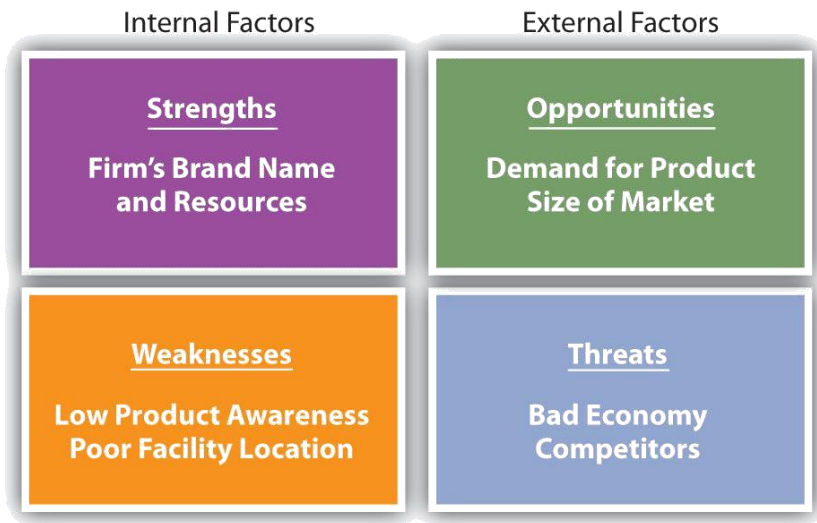 Internal Factors
External Factors
Strengths
Firm's Brand Name
and Resources
Opportunities
Demand for Product
Size of Market
Weaknesses
Low Product Awareness
Poor Facility Location
Threats
Bad Economy
Competitors